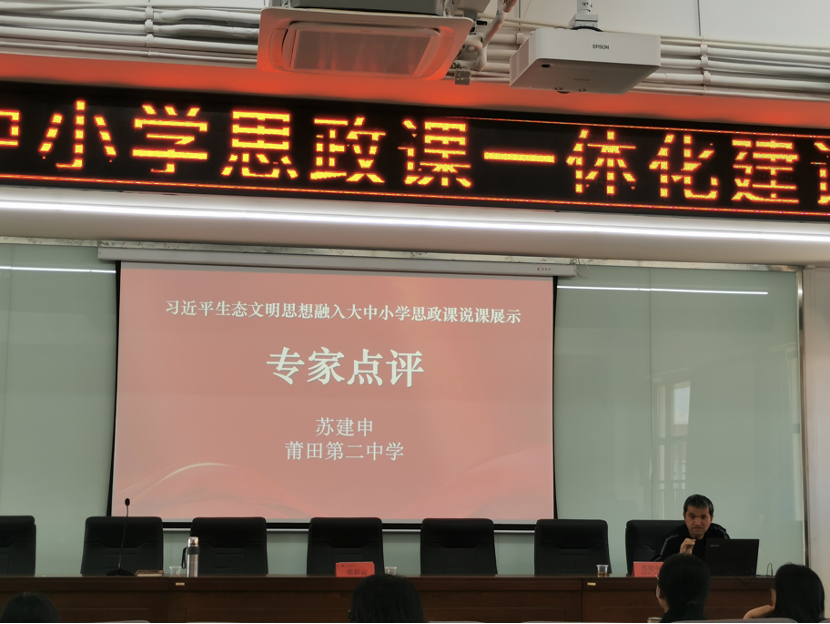 EPSON
中小学思政课一体化建设
习近平生态文明思想融入大中小学思政课说课展示
专家点评
苏建申
莆田第二中学